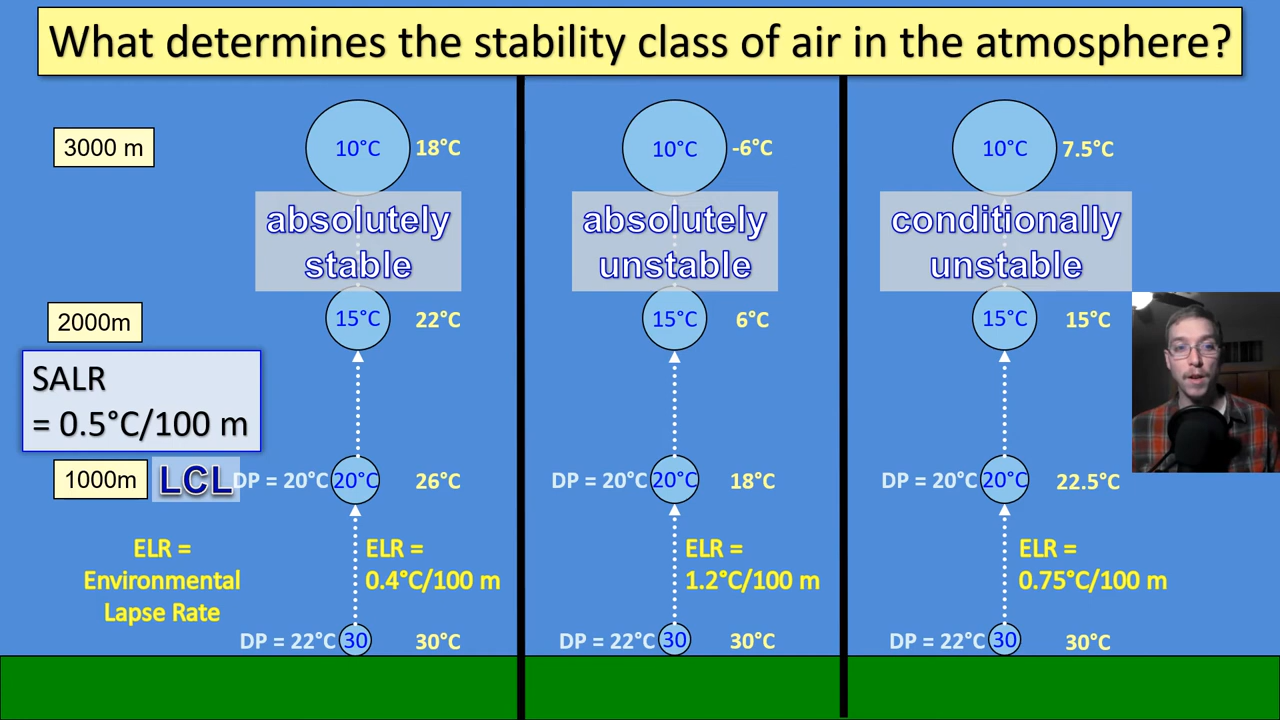 What determines the stability class of air in the atmosphere?
3000 m
10°C 18°C
10°C -6°C
10°C 7.5°C
absolutely
stable
absolutely
unstable
conditionally
unstable
2000m
15°C 22°C
15°C 6°C
15°C 15°C
SALR
= 0.5°C/100 m
1000m LCL
DP = 20°C 20°C 26°C
DP = 20°C 20°C 18°C
DP = 20°C 20°C 22.5°C
ELR =
Environmental
Lapse Rate
ELR =
0.4°C/100 m
ELR =
1.2°C/100 m
ELR =
0.75°C/100 m
DP = 22°C 30 30°C
DP = 22°C 30 30°C
DP = 22°C 30 30°C